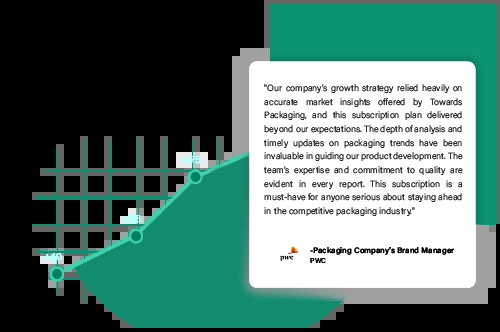 "Our company's growth strategy relied heavily on
accurate market insights offered by Towards
Packaging, and this subscription plan delivered
beyond our expectations. The depth of analysis and
timely updates on packaging trends have been
invaluable in guiding our product development. The
team's expertise and commitment to quality are
evident in every report. This subscription is a
must-have for anyone serious about staying ahead
in the competitive packaging industry."
-Packaging Company's Brand Manager
pwc PWC